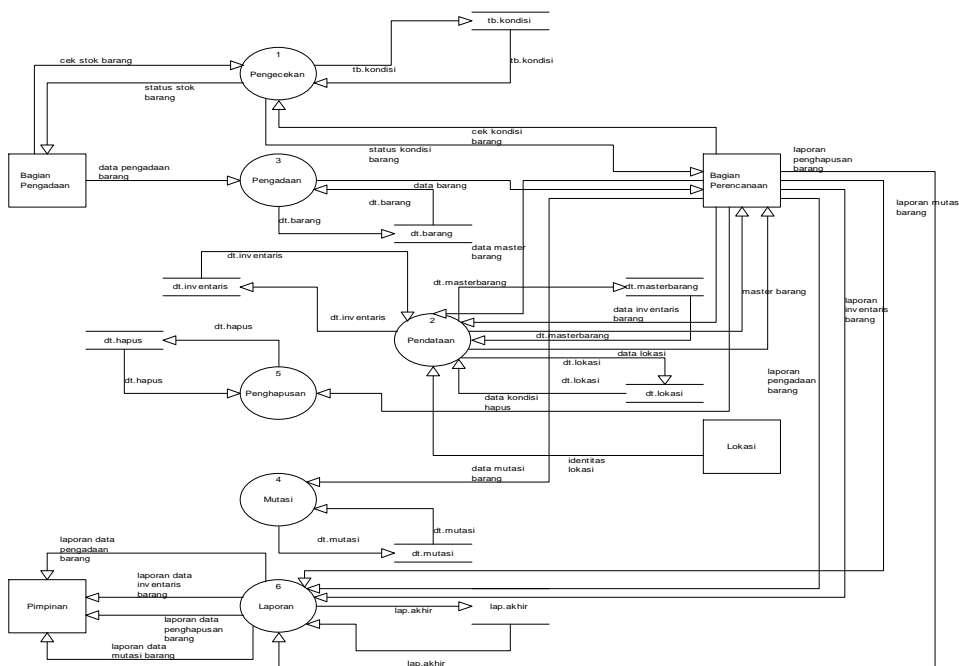 tb.kondisi
1
Pengecekan
cek stok barang
tb.kondisi
tb.kondisi
status stok
barang
cek kondisi
barang
status kondisi
barang
laporan
penghapusan
barang
Bagian
Pengadaan
data pengadaan
barang
3
Pengadaan
data barang
Bagian
Perencanaan
dt.barang
dt.barang
dt.barang
laporan mutas
barang
data master
barang
dt.inventaris
dt.inventaris
dt.masterbarang
dt.masterbarang
master barang
laporan
inventaris
barang
dt.inventaris
2
Pendataan
data inventaris
barang
dt.masterbarang
dt.hapus
dt.hapus
data lokasi
dt.lokasi
dt.lokasi
dt.lokasi
laporan
pengadaan
barang
dt.hapus
5
Penghapusan
data kondisi
hapus
Lokasi
identitas
lokasi
data mutasi
barang
4
Mutasi
dt.mutasi
dt.mutasi
dt.mutasi
laporan data
pengadaan
barang
laporan data
inventaris
barang
Pimpinan
6
Laporan
lap.akhir
lap.akhir
laporan data
penghapusan
barang
laporan data
mutasi barang
lap.akhir